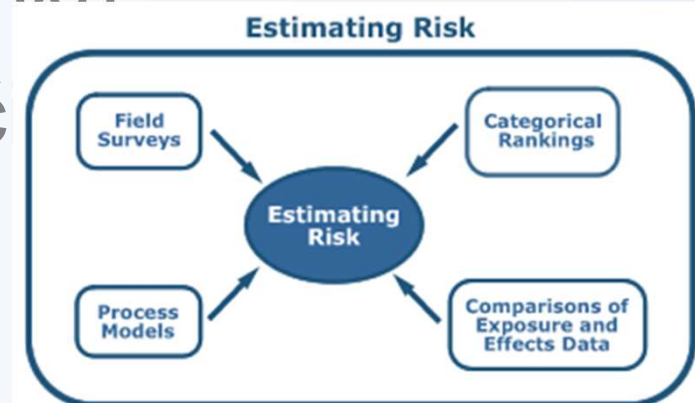 Estimating Risk
Field
Surveys
Categorical
Rankings
Estimating
Risk
Process
Models
Comparisons of
Exposure and
Effects Data